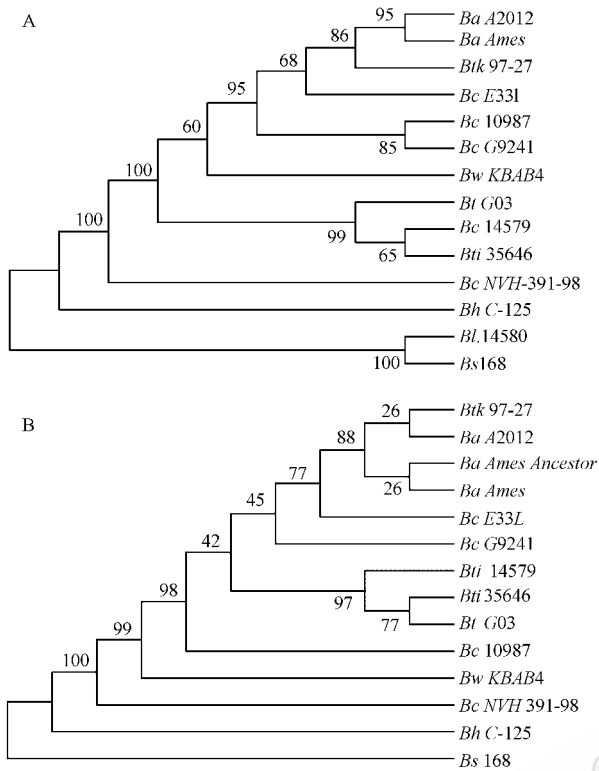 A
95
Ba A2012
Ba Ames
86
Btk 97-27
68
Bc E33l
95
Bc 10987
Bc G9241
85
60
Bw KBAB4
100
Bt G03
Bc 14579
99
Bti 35646
65
100
Bc NVH-391-98
Bh C-125
Bl.14580
Bs168
100
B
26
Btk 97-27
Ba A2012
88
Ba Ames Ancestor
Ba Ames
26
77
Bc E33L
45
Bc G9241
42
Bti 14579
97
Bti 35646
Bt G03
77
98
Bc 10987
99
Bw KBAB4
100
Bc NVH 391-98
Bh C-125
Bs 168